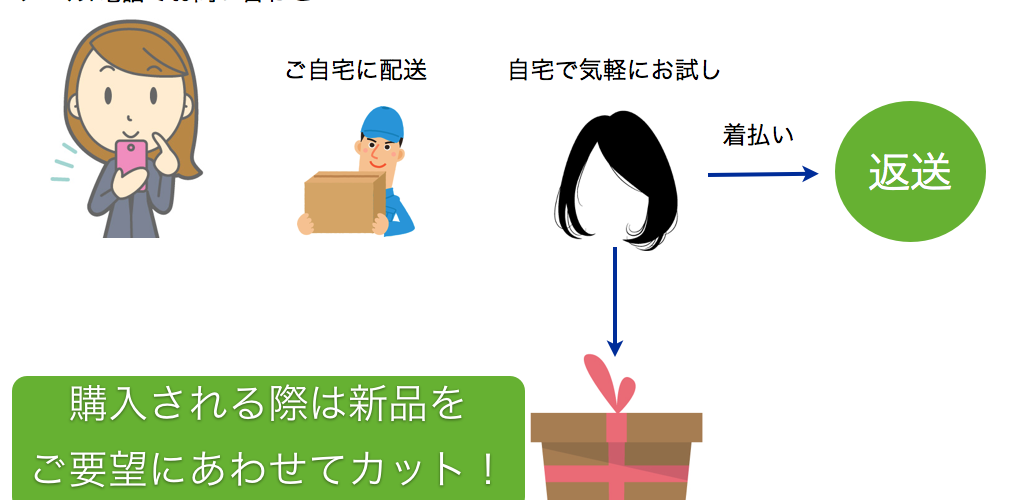 ご自宅に配送
自宅で気軽にお試し
着払い
返送
購入される際は新品を
ご要望にあわせてカット！